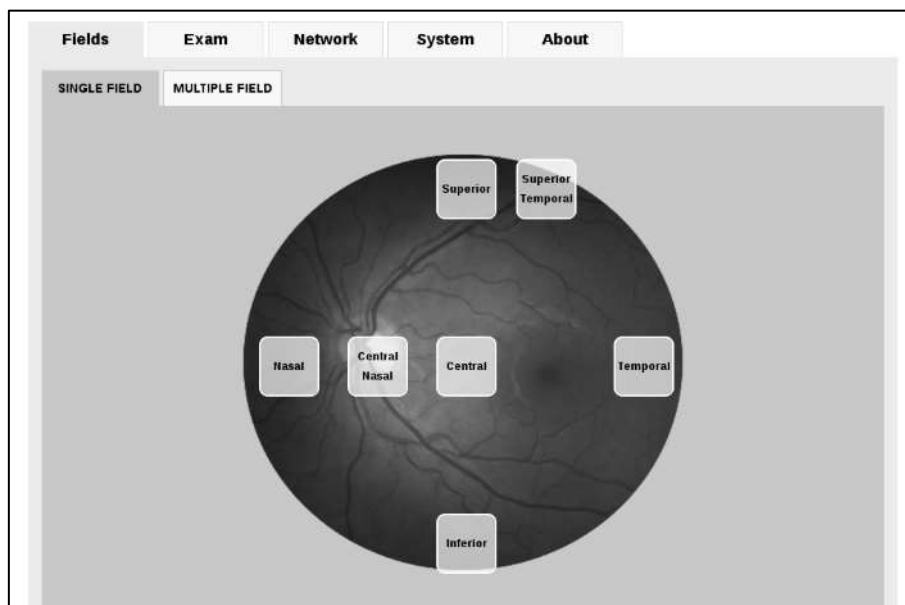 Fields Exam Network System About
SINGLE FIELD MULTIPLE FIELD
Superior
Superior
Temporal
Nasal
Central
Nasal
Central
Temporal
Inferior